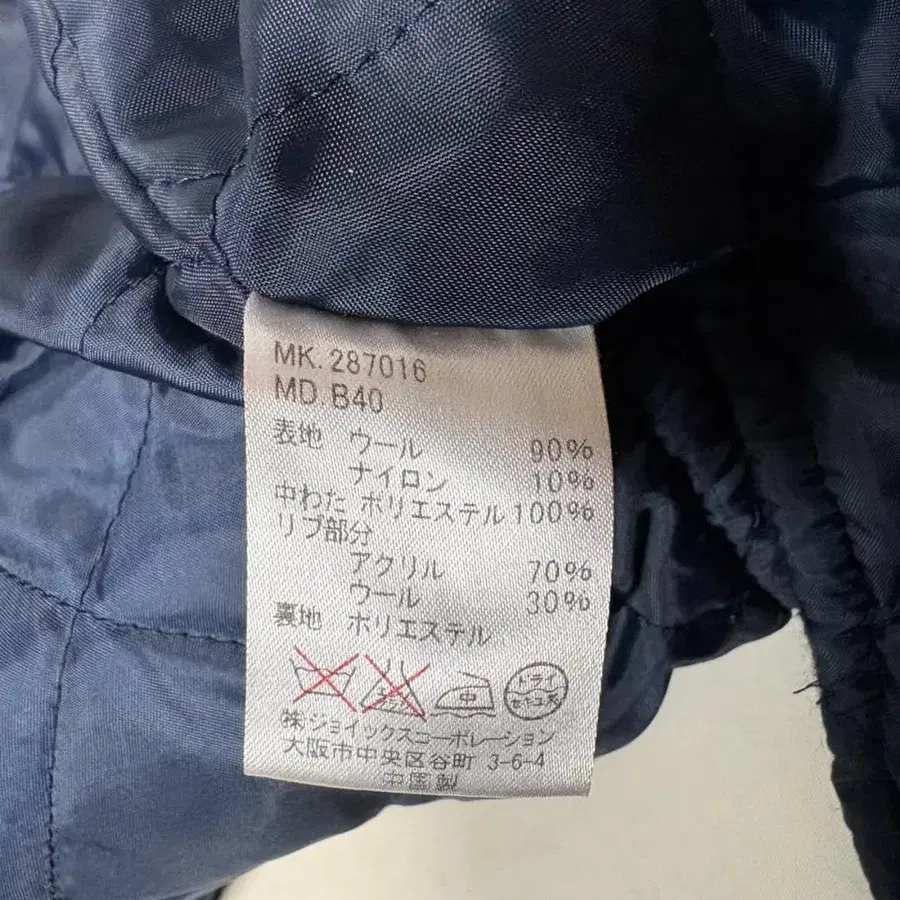 MK. 287016
MD. B40
表地 ウール 90%
ナイロン 10%
中わた ポリエステル 100%
リブ部分
アクリル 70%
ウール 30%
裏地 ポリエステル
中 ドライ
㈱ジョイックスコーポレーション
大阪市中央区谷町 3-6-4
中国製